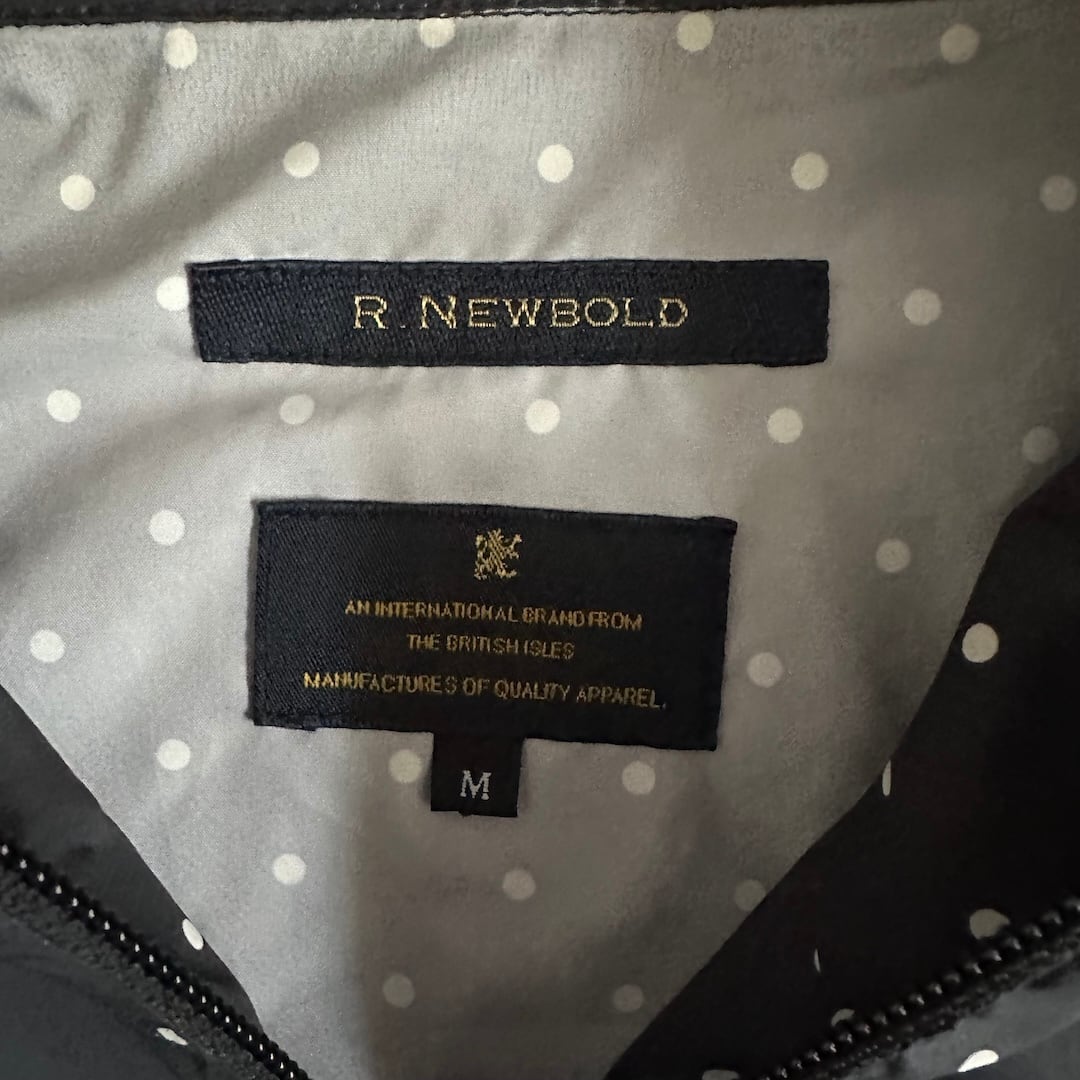 R. NEWBOLD
AN INTERNATIONAL BRAND FROM
THE BRITISH ISLES
MANUFACTURES OF QUALITY APPAREL.
M